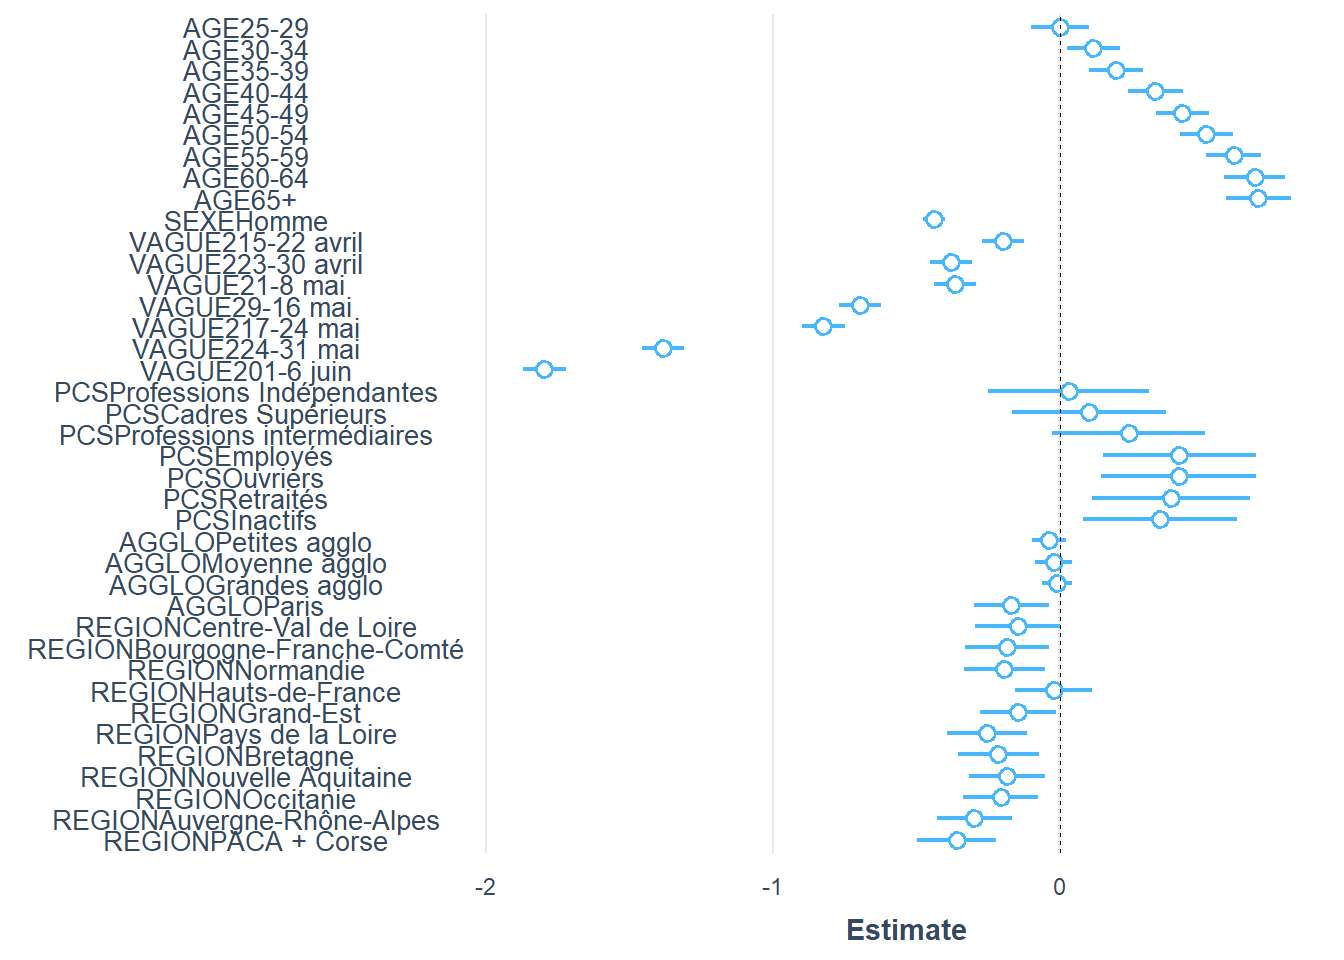 AGE25-29
AGE30-34
AGE35-39
AGE40-44
AGE45-49
AGE50-54
AGE55-59
AGE60-64
AGE65+
SEXEHomme
VAGUE215-22 avril
VAGUE223-30 avril
VAGUE21-8 mai
VAGUE29-16 mai
VAGUE217-24 mai
VAGUE224-31 mai
VAGUE201-6 juin
PCSProfessions Indépendantes
PCSCadres Supérieurs
PCSProfessions intermédiaires
PCSEmployés
PCSOuvriers
PCSRetraités
PCSInactifs
AGGLOPetites agglo
AGGLOMoyenne agglo
AGGLOGrandes agglo
AGGLOParis
REGIONCentre-Val de Loire
REGIONBourgogne-Franche-Comté
REGIONNormandie
REGIONHauts-de-France
REGIONGrand-Est
REGIONPays de la Loire
REGIONBretagne
REGIONNouvelle Aquitaine
REGIONOccitanie
REGIONAuvergne-Rhône-Alpes
REGIONPACA + Corse
-2 -1 0
Estimate